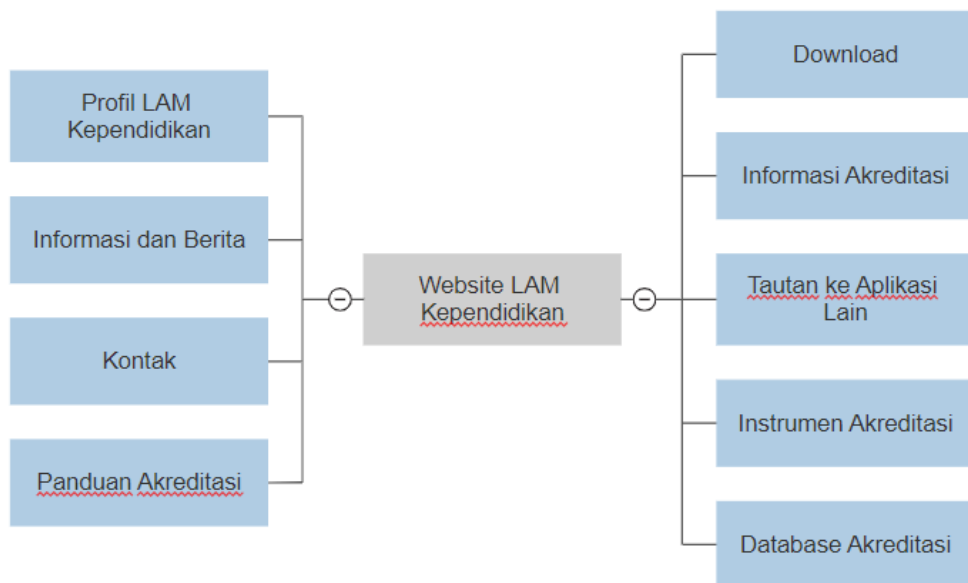 Profil LAM
Kependidikan
Informasi dan Berita
Kontak
Panduan Akreditasi
Website LAM
Kependidikan
Download
Informasi Akreditasi
Tautan ke Aplikasi
Lain
Instrumen Akreditasi
Database Akreditasi